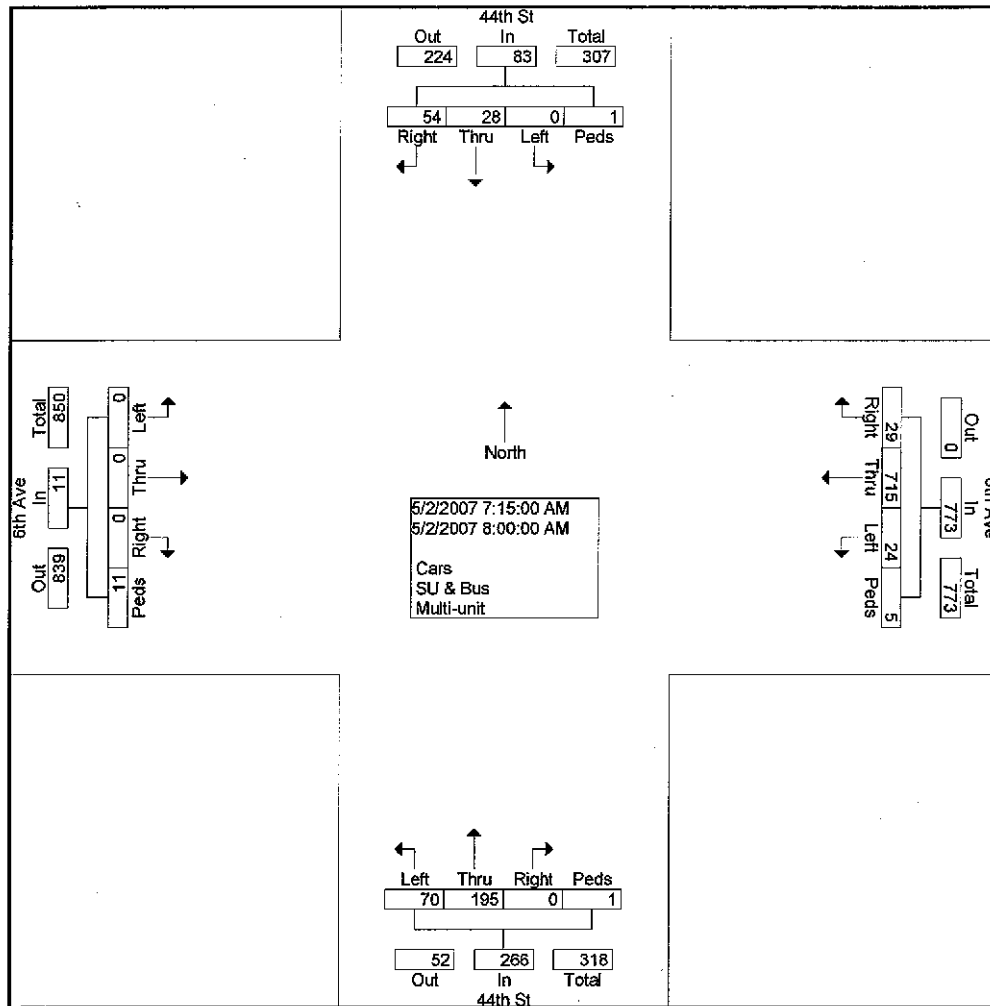 44th St
Out In Total
224 83 307
54 28 0 1
Right Thru Left Peds
Total 850
In 11
Out 839
6th Ave
0 Left
0 Thru
0 Right
11 Peds
North
5/2/2007 7:15:00 AM
5/2/2007 8:00:00 AM
Cars
SU & Bus
Multi-unit
Right 29
Thru 715
Left 24
Peds 5
Out 0
In 773
Total 773
Ave
Left Thru Right Peds
70 195 0 1
52 266 318
Out In Total
44th St